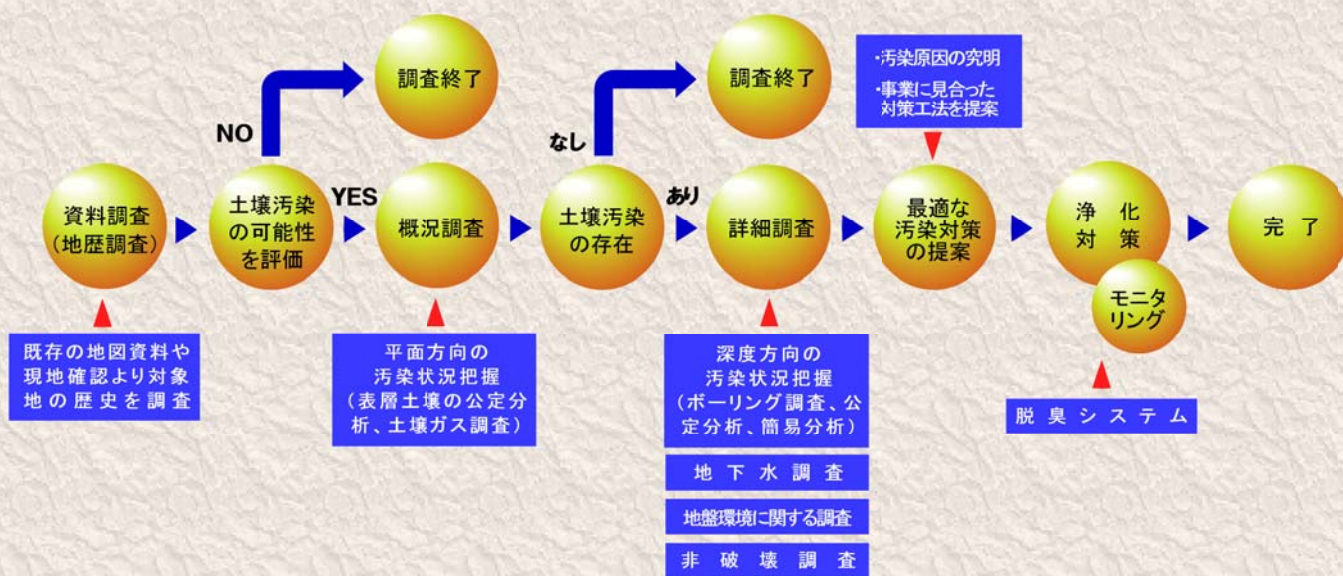 調査終了
調査終了
・汚染原因の究明
・事業に見合った
対策工法を提案
NO
なし
資料調査
(地歴調査)
土壌汚染
の可能性
を評価
YES
概況調査
土壌汚染
の存在
あり
詳細調査
最適な
汚染対策
の提案
浄化
対策
モニタ
リング
完了
既存の地図資料や
現地確認より対象
地の歴史を調査
平面方向の
汚染状況把握
(表層土壌の公定分
析、土壌ガス調査)
深度方向の
汚染状況把握
(ボーリング調査、公
定分析、簡易分析)
地下水調査
地盤環境に関する調査
非破壊調査
脱臭システム